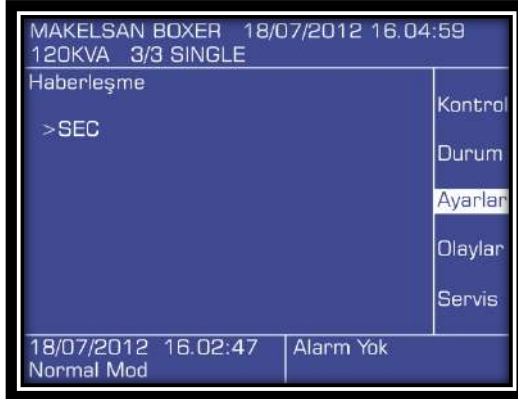 MAKELSAN BOXER 18/07/2012 16.04:59
120KVA 3/3 SINGLE
Haberleşme
>SEC
Kontrol
Durum
Ayarlar
Olaylar
Servis
18/07/2012 16.02:47
Normal Mod
Alarm Yok